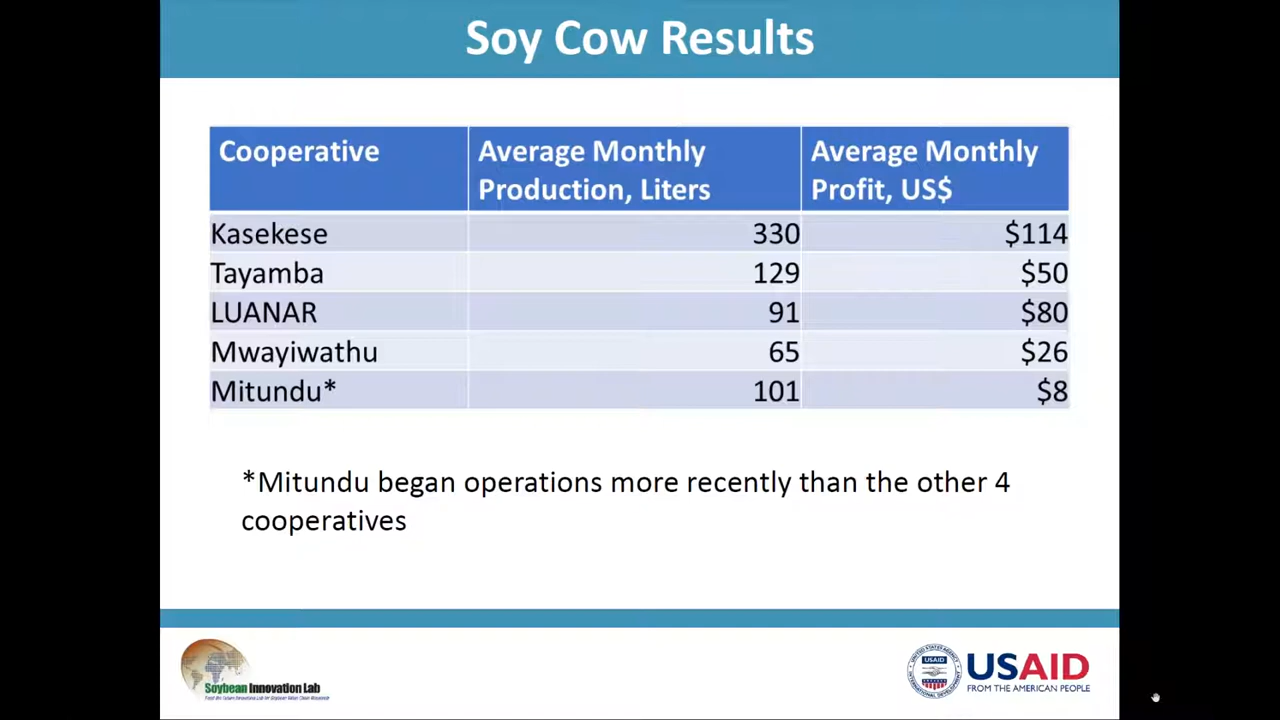 Soy Cow Results
Cooperative Average Monthly Production, Liters Average Monthly Profit, US$
Kasekese 330 $114
Tayamba 129 $50
LUANAR 91 $80
Mwayiwathu 65 $26
Mitundu* 101 $8
*Mitundu began operations more recently than the other 4
cooperatives
Soybean Innovation Lab
USAID
FROM THE AMERICAN PEOPLE